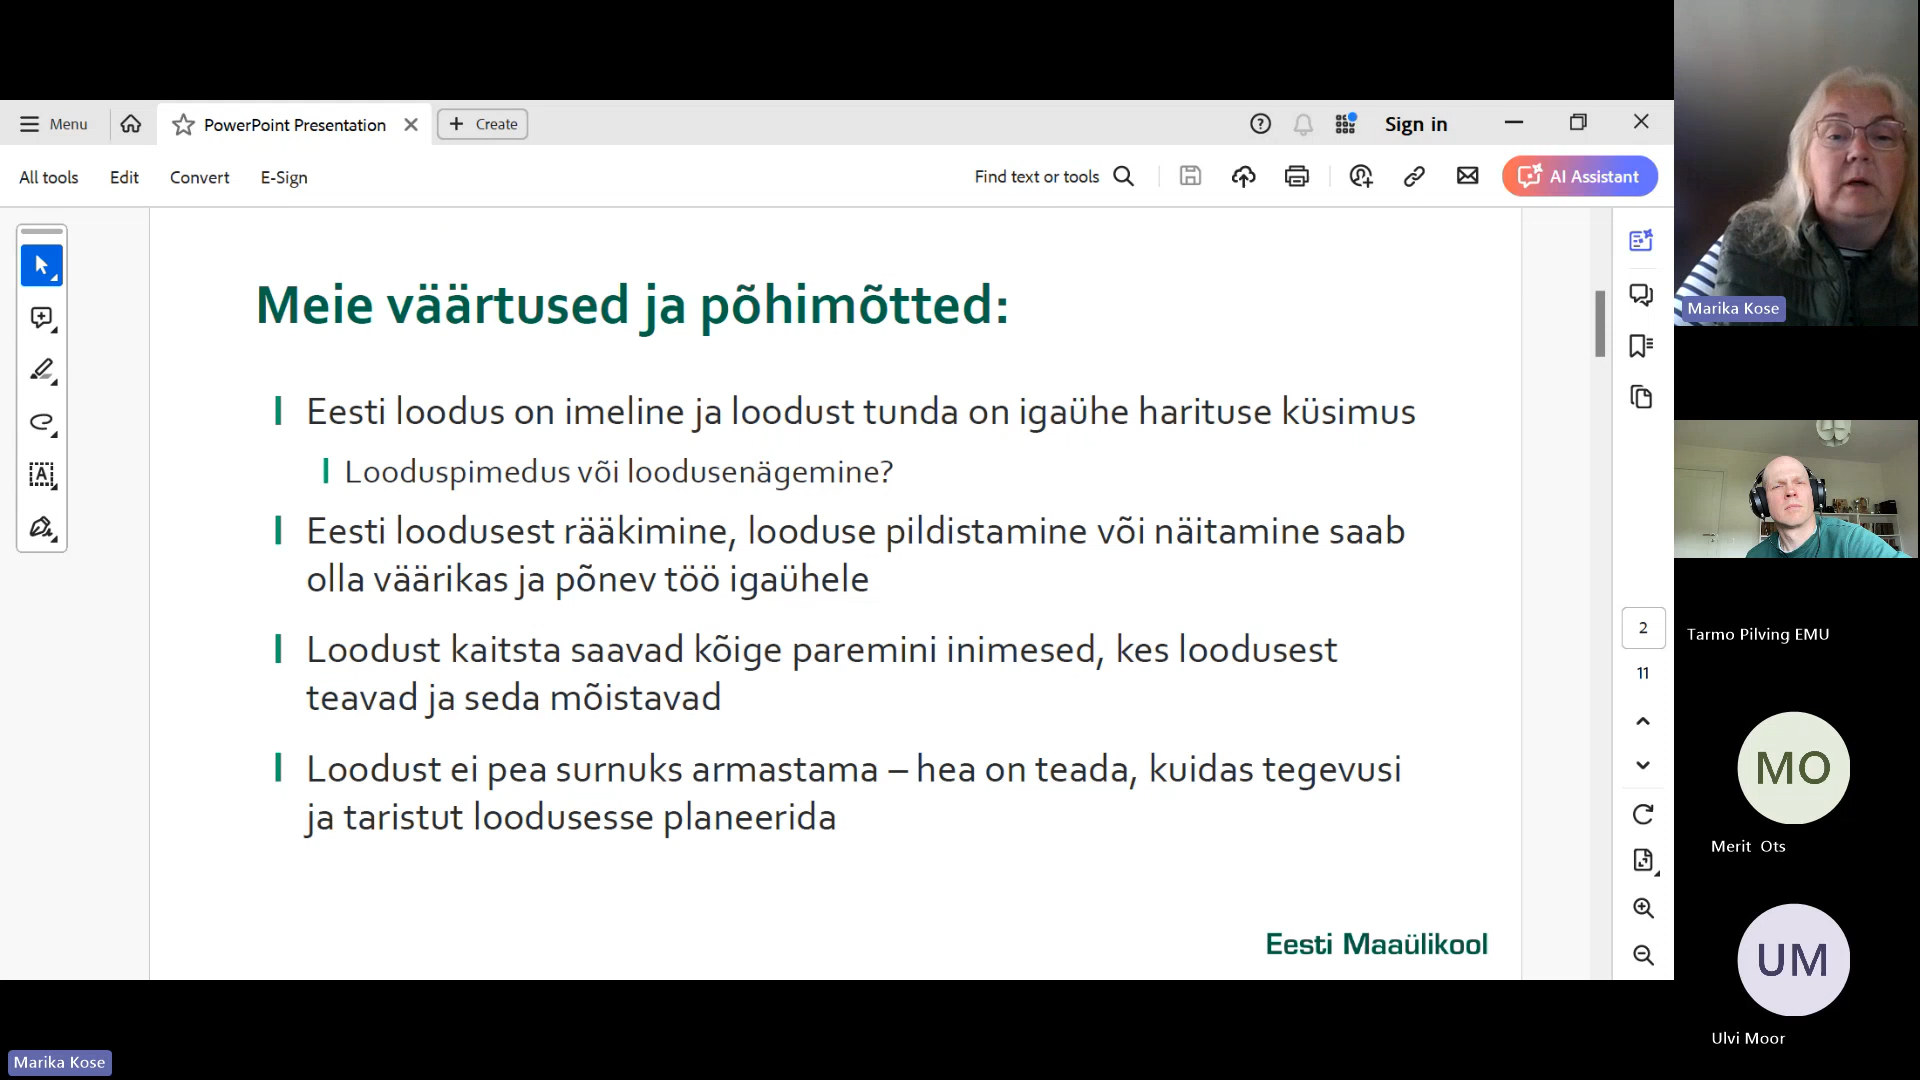 Menu
PowerPoint Presentation
Create
Sign in
All tools
Edit
Convert
E-Sign
Find text or tools
AI Assistant
Meie väärtused ja põhimõtted:
Eesti loodus on imeline ja loodust tunda on igaühe harituse küsimus
Looduspimedus või loodusenägemine?
Eesti loodusest rääkimine, looduse pildistamine või näitamine saab
olla väärikas ja põnev töö igaühele
Loodust kaitsta saavad kõige paremini inimesed, kes loodusest
teavad ja seda mõistavad
Loodust ei pea surnuks armastama – hea on teada, kuidas tegevusi
ja taristut loodusesse planeerida
Eesti Maaülikool
2
11
Marika Kose
Tarmo Pilving EMU
MO
Merit Ots
UM
Ulvi Moor
Marika Kose